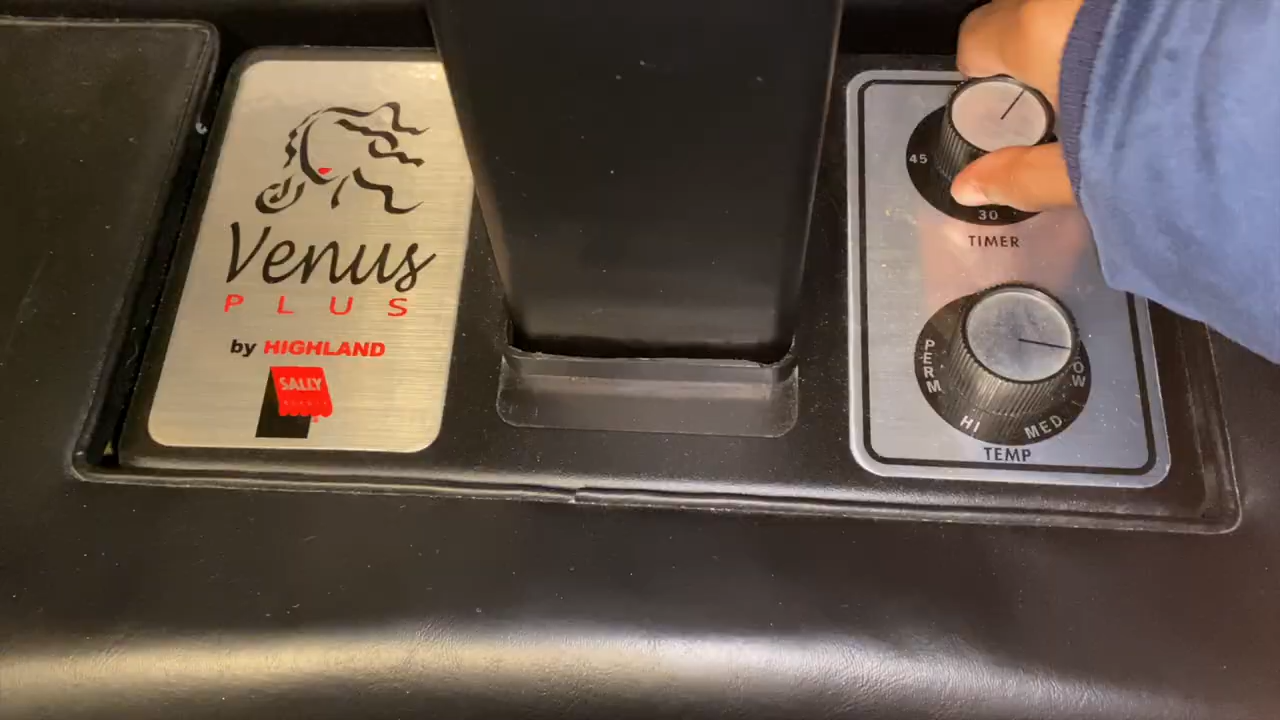 Venus
PLUS
by HIGHLAND
SALLY
45
30
TIMER
PERM
HI
MED
TEMP